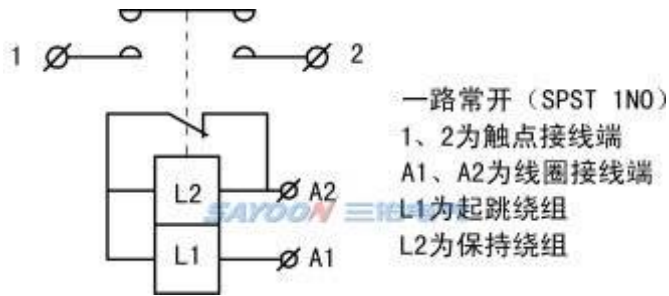 1
2
一路常开（SPST 1NO）
1、2为触点接线端
A1、A2为线圈接线端
L1为起跳绕组
L2为保持绕组
L2
A2
SAYOON 三佑
L1
A1